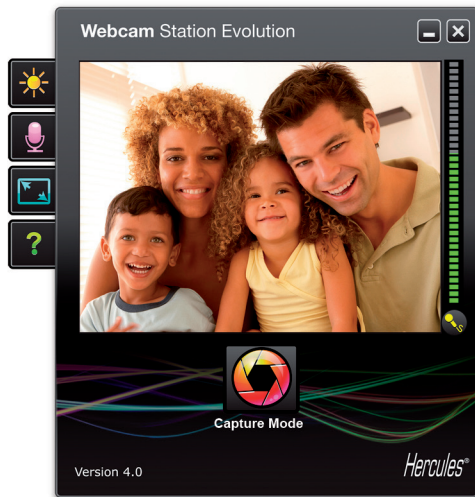 Webcam Station Evolution
?
S
Capture Mode
Version 4.0
Hercules®